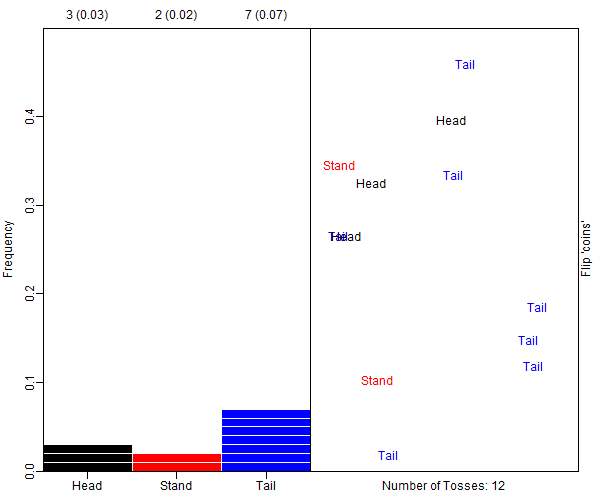 3 (0.03) 2 (0.02) 7 (0.07)
Frequency
0.4
0.3
0.2
0.1
0.0
Head Stand Tail
Tail
Head
Stand
Tail
Head
Tail
Head
Tail
Tail
Tail
Stand
Tail
Flip 'coins'
Number of Tosses: 12